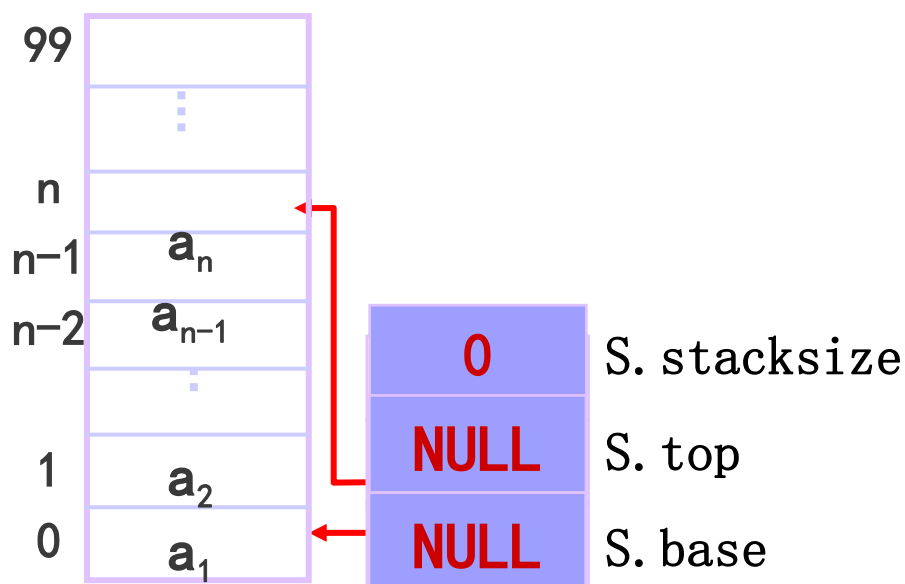 99
n
n-1 aₙ
n-2 aₙ₋₁
0 S.stacksize
NULL S.top
1 a₂
NULL S.base
0 a₁